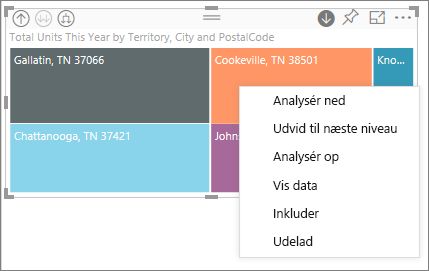 Total Units This Year by Territory, City and PostalCode
Gallatin, TN 37066
Cookeville, TN 38501
Kno...
Chattanooga, TN 37421
Johns
Analysér ned
Udvid til næste niveau
Analysér op
Vis data
Inkluder
Udelad